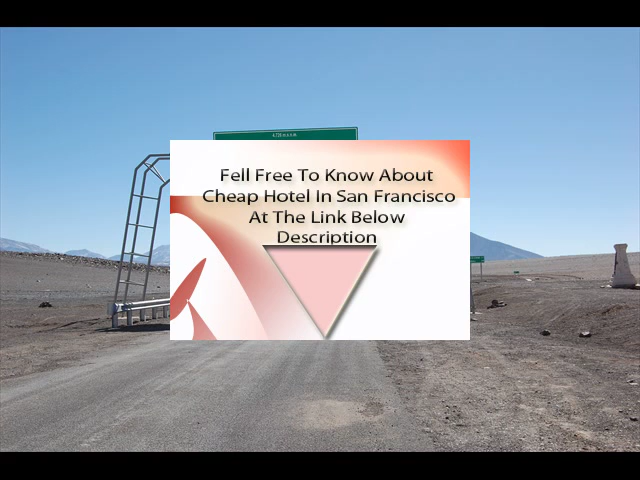 Fell Free To Know About
Cheap Hotel In San Francisco
At The Link Below
Description